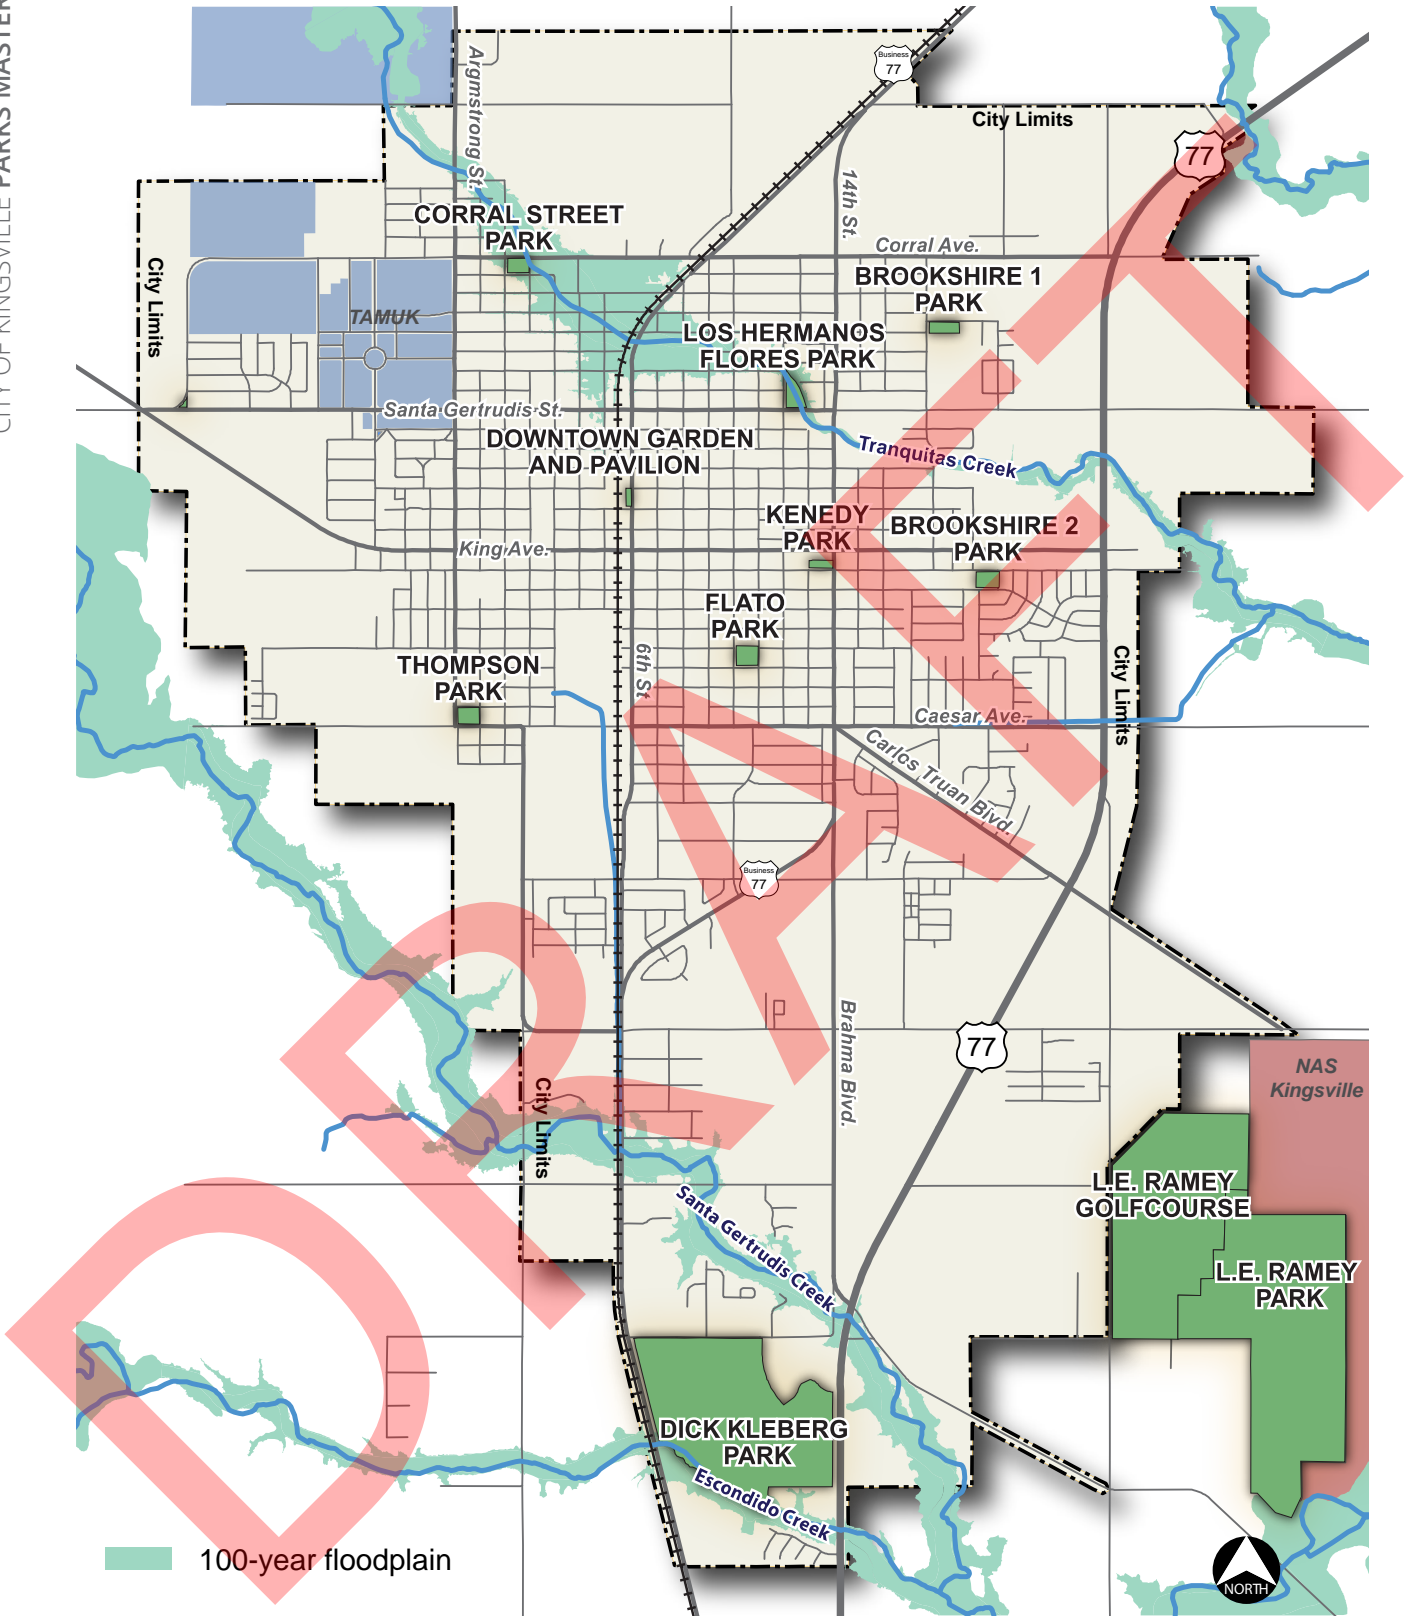 CITY OF KINGSVILLE PARKS MASTER
Business
77
City Limits
77
Argmstrong St.
14th St.
CORRAL STREET
PARK
Corral Ave.
BROOKSHIRE 1
PARK
City Limits
TAMUK
LOS HERMANOS
FLORES PARK
Santa Gertrudis St.
DOWNTOWN GARDEN
AND PAVILION
Tranquitas Creek
KENEDY
PARK
BROOKSHIRE 2
PARK
King Ave.
FLATO
PARK
THOMPSON
PARK
6th St
City Limits
Caesar Ave.
Carlos Truan Blvd.
Business
77
Brahma Blvd.
77
NAS
Kingsville
City Limits
L.E. RAMEY
GOLFCOURSE
Santa Gertrudis Creek
L.E. RAMEY
PARK
DICK KLEBERG
PARK
Escondido Creek
100-year floodplain
NORTH
DRAFT